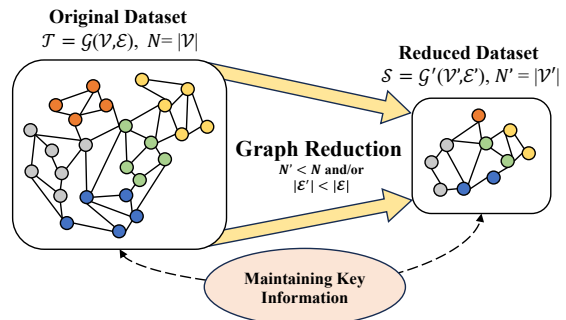 Original Dataset
𝒯 = 𝒢(𝒱,ℰ), N= |𝒱|
Reduced Dataset
𝒮 = 𝒢′(𝒱′,ℰ′), N′ = |𝒱′|
Graph Reduction
N′ < N and/or
|ℰ′| < |ℰ|
Maintaining Key
Information